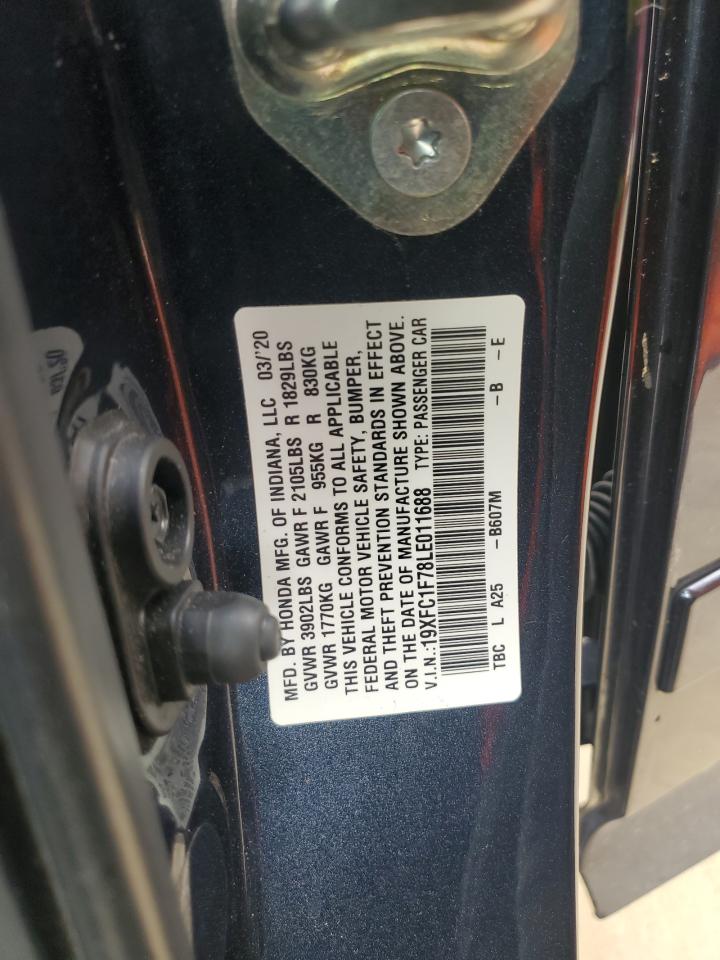 MFD. BY HONDA MFG. OF INDIANA, LLC 03/'20
GVWR 3902LBS GAWR F 2105LBS R 1829LBS
GVWR 1770KG GAWR F 955KG R 830KG
THIS VEHICLE CONFORMS TO ALL APPLICABLE
FEDERAL MOTOR VEHICLE SAFETY, BUMPER,
AND THEFT PREVENTION STANDARDS IN EFFECT
ON THE DATE OF MANUFACTURE SHOWN ABOVE.
V.I.N.:19XFC1F78LE011688 TYPE: PASSENGER CAR
TBC L A25 -B607M -B -E